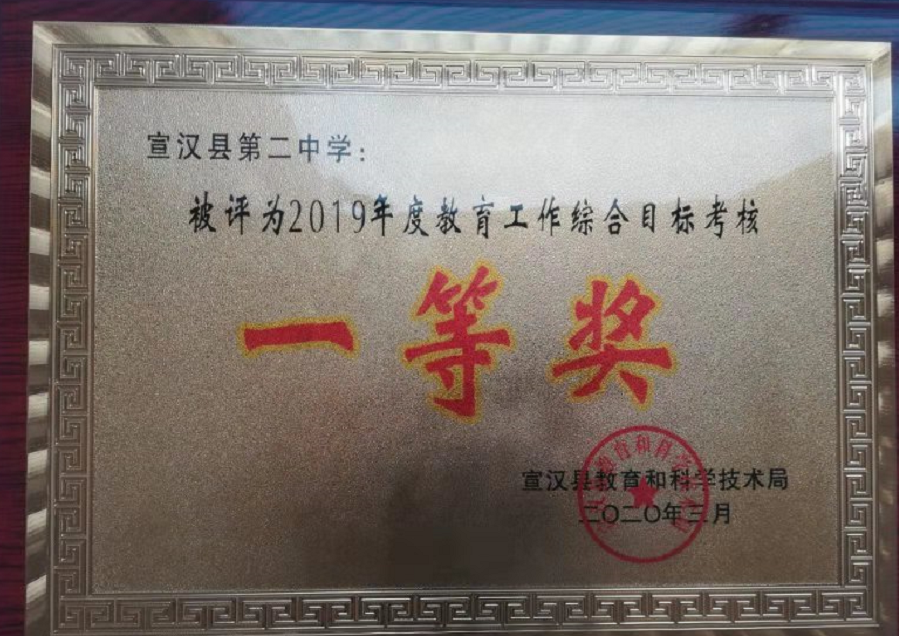 宣汉县第二中学：
被评为2019年度教育工作综合目标考核
一等奖
宣汉县教育和科学技术局
二〇二〇年三月